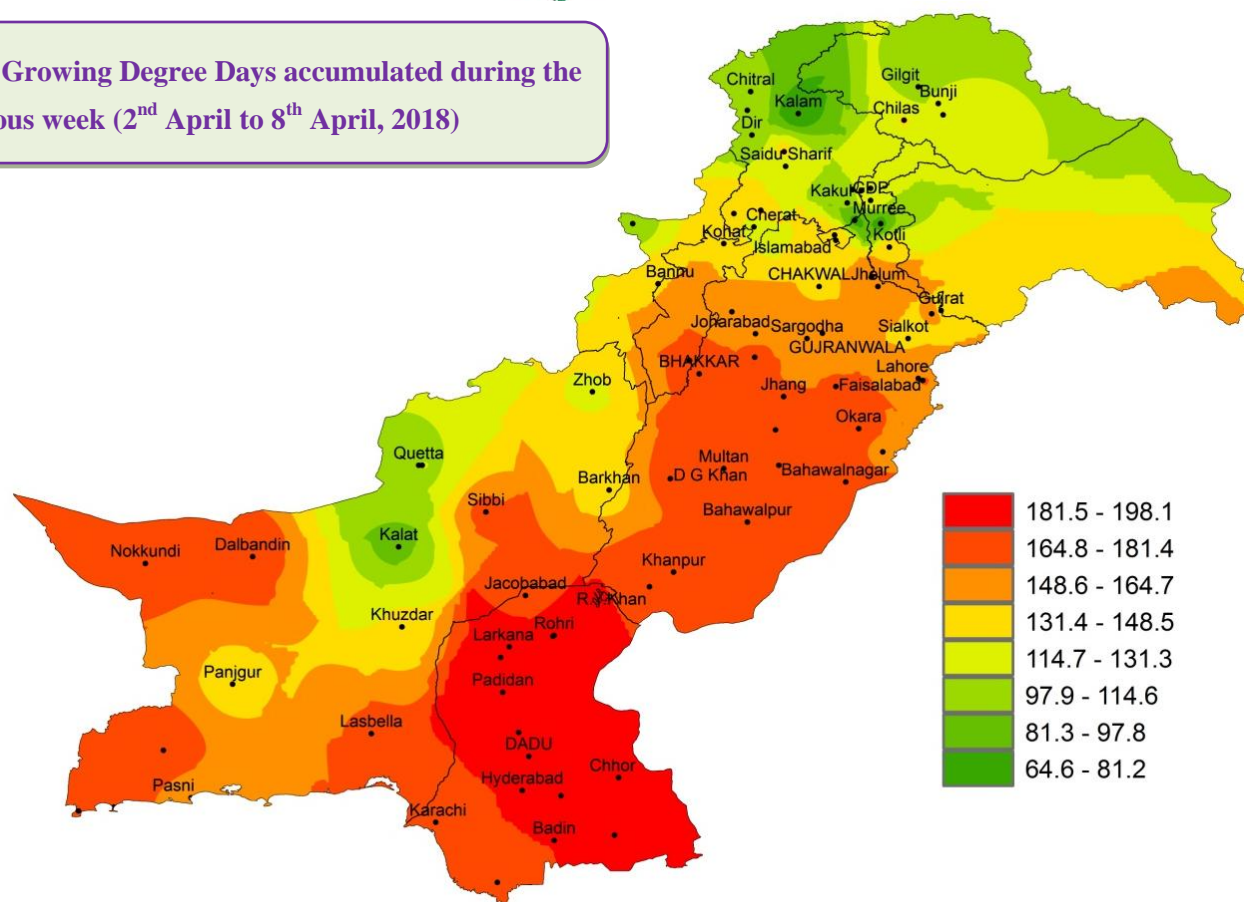 Growing Degree Days accumulated during the
ous week (2nd April to 8th April, 2018)
Chitral
Gilgit
Bunji
Kalam
Chilas
Dir
Saidu Sharif
Kakul
Murree
Cherat
Kohat
Kotli
Islamabad
Bannu
CHAKWAL
Jhelum
Gujrat
Joharabad
Sargodha
Sialkot
GUJRANWALA
BHAKKAR
Lahore
Zhob
Jhang
Faisalabad
Okara
Quetta
Multan
Barkhan
D G Khan
Bahawalnagar
Sibbi
Bahawalpur
Kalat
Nokkundi
Dalbandin
Khanpur
Jacobabad
Khuzdar
Rohri
Larkana
Panjgur
Padidan
Lasbella
DADU
Chhor
Pasni
Hyderabad
Karachi
Badin
181.5 - 198.1
164.8 - 181.4
148.6 - 164.7
131.4 - 148.5
114.7 - 131.3
97.9 - 114.6
81.3 - 97.8
64.6 - 81.2